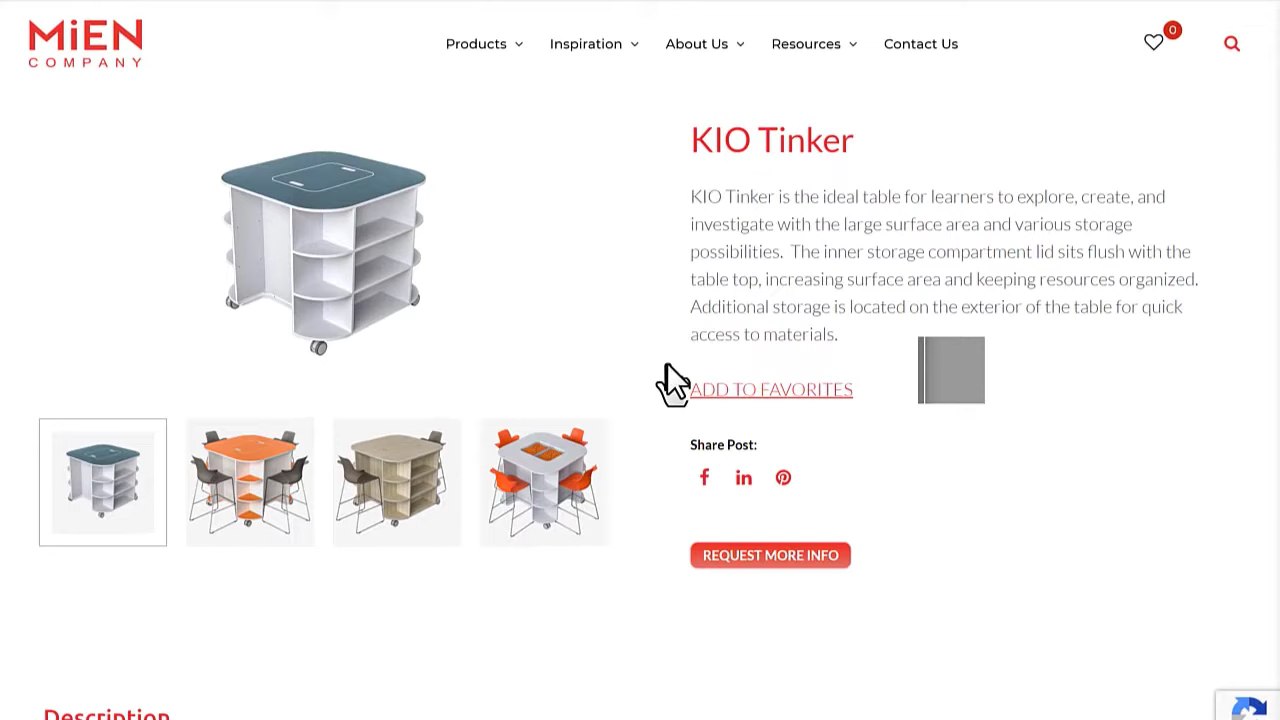 MiEN
COMPANY
Products
Inspiration
About Us
Resources
Contact Us
0
KIO Tinker
KIO Tinker is the ideal table for learners to explore, create, and
investigate with the large surface area and various storage
possibilities. The inner storage compartment lid sits flush with the
table top, increasing surface area and keeping resources organized.
Additional storage is located on the exterior of the table for quick
access to materials.
ADD TO FAVORITES
Share Post:
REQUEST MORE INFO
Description